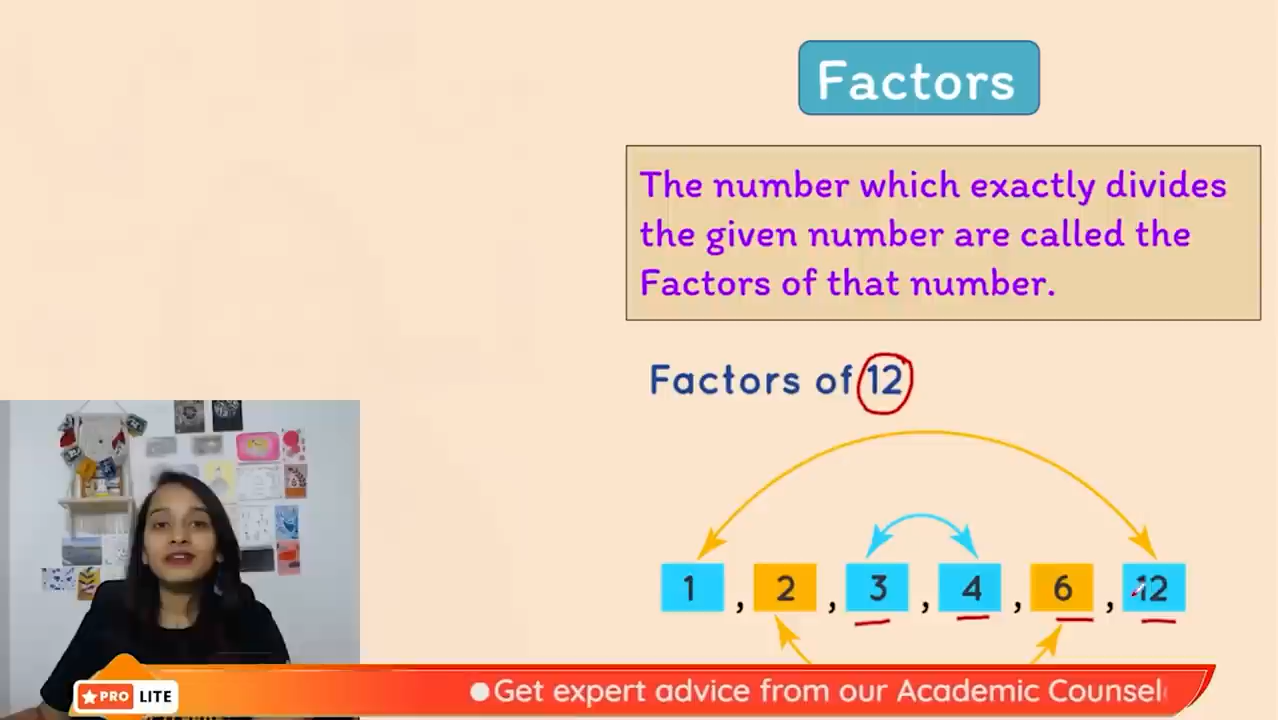 Factors
The number which exactly divides
the given number are called the
Factors of that number.
Factors of 12
1 , 2 , 3 , 4 , 6 , 12
PRO LITE
Get expert advice from our Academic Counsel